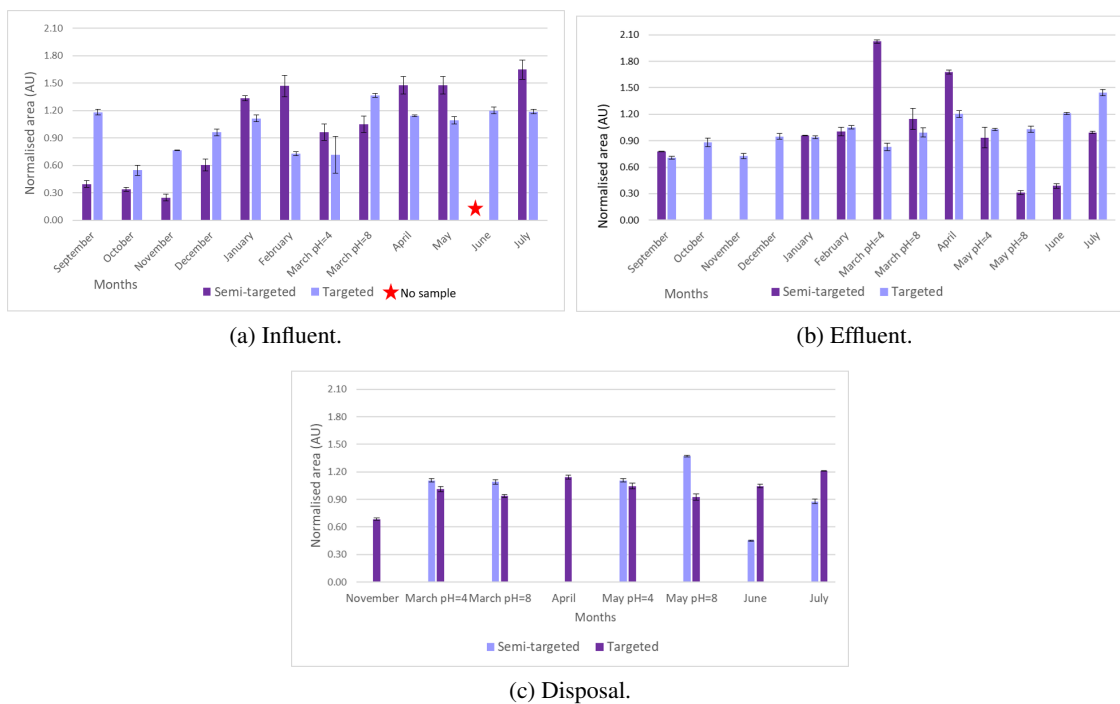 Normalised area (AU)
2.10
1.80
1.50
1.20
0.90
0.60
0.30
0.00
September
October
November
December
January
February
March pH=4
March pH=8
April
May
June
July
Months
Semi-targeted
Targeted
No sample
(a) Influent.
Normalised area (AU)
2.10
1.80
1.50
1.20
0.90
0.60
0.30
0.00
September
October
November
December
January
February
March pH=4
March pH=8
April
May pH=4
May pH=8
June
July
Months
Semi-targeted
Targeted
(b) Effluent.
Normalised area (AU)
2.10
1.80
1.50
1.20
0.90
0.60
0.30
0.00
November
March pH=4
March pH=8
April
May pH=4
May pH=8
June
July
Months
Semi-targeted
Targeted
(c) Disposal.